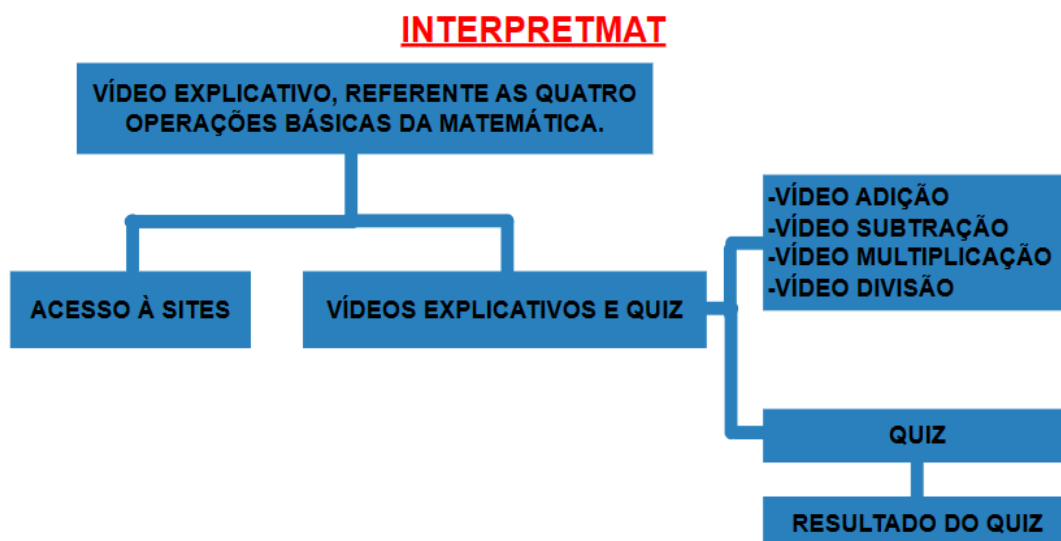 INTERPRETMAT
VÍDEO EXPLICATIVO, REFERENTE AS QUATRO
OPERAÇÕES BÁSICAS DA MATEMÁTICA.
ACESSO À SITES
VÍDEOS EXPLICATIVOS E QUIZ
-VÍDEO ADIÇÃO
-VÍDEO SUBTRAÇÃO
-VÍDEO MULTIPLICAÇÃO
-VÍDEO DIVISÃO
QUIZ
RESULTADO DO QUIZ